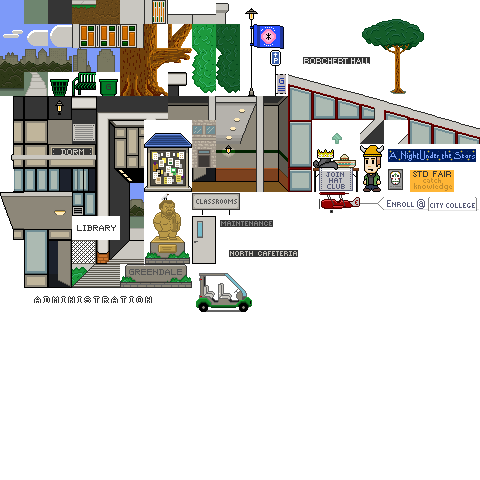 BORCHERT HALL
P
DORM
A Night Under the Stars
JOIN
HAT
CLUB
STD FAIR
catch
knowledge
CLASSROOMS
ENROLL @ CITY COLLEGE
MAINTENANCE
LIBRARY
NORTH CAFETERIA
GREENDALE
ADMINISTRATION